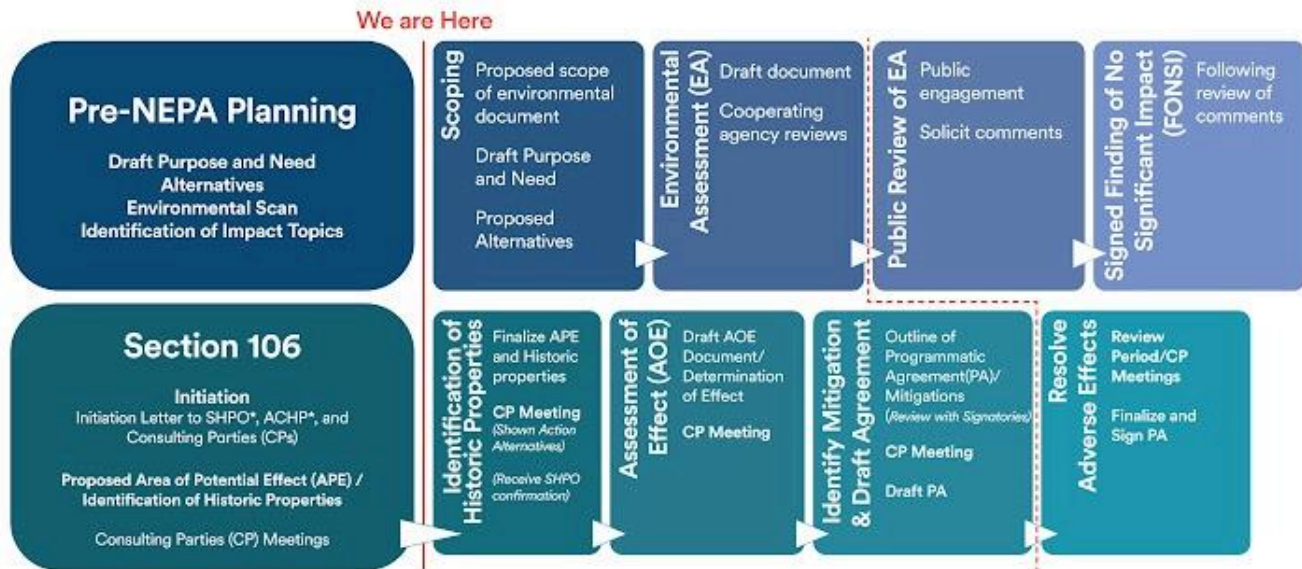 We are Here
Pre-NEPA Planning
Draft Purpose and Need
Alternatives
Environmental Scan
Identification of Impact Topics
Scoping
Proposed scope
of environmental
document
Draft Purpose
and Need
Proposed
Alternatives
Environmental
Assessment (EA)
Draft document
Cooperating
agency reviews
Public Review of EA
Public
engagement
Solicit comments
Signed Finding of No
Significant Impact
(FONSI)
Following
review of
comments
Section 106
Initiation
Initiation Letter to SHPO*, ACHP*, and
Consulting Parties (CPs)
Proposed Area of Potential Effect (APE) /
Identification of Historic Properties
Consulting Parties (CP) Meetings
Identification of
Historic Properties
Finalize APE
and Historic
properties
CP Meeting
(Shown Action
Alternatives)
(Receive SHPO
confirmation)
Assessment of
Effect (AOE)
Draft AOE
Document/
Determination
of Effect
CP Meeting
Identify Mitigation
& Draft Agreement
Outline of
Programmatic
Agreement(PA)/
Mitigations
(Review with Signatories)
CP Meeting
Draft PA
Resolve
Adverse Effects
Review
Period/CP
Meetings
Finalize and
Sign PA